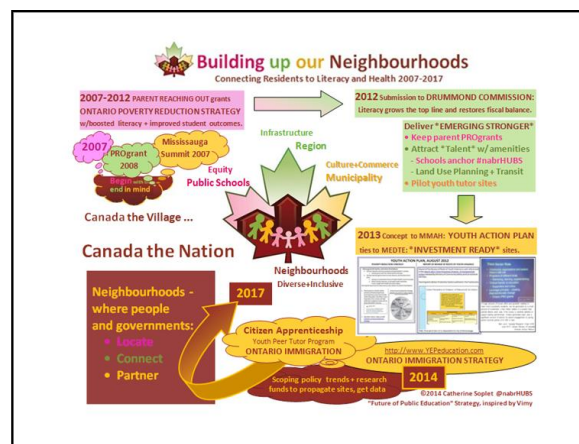 Building up our Neighbourhoods
Connecting Residents to Literacy and Health 2007-2017
2007-2012 PARENT REACHING OUT grants
ONTARIO POVERTY REDUCTION STRATEGY
w/boosted literacy + improved student outcomes.
2012 Submission to DRUMMOND COMMISSION:
Literacy grows the top line and restores fiscal balance.
Deliver *EMERGING STRONGER*
• Keep parent PROgrants
• Attract *Talent* w/ amenities
- Schools anchor #nabrHUBS
- Land Use Planning + Transit
• Pilot youth tutor sites
2007
PROgrant
2008
Mississauga
Summit 2007
Begin with
end in mind
Canada the Village ...
Infrastructure
Region
Equity
Public Schools
Culture+Commerce
Municipality
Neighbourhoods
Diverse+Inclusive
2013 Concept to MMAH: YOUTH ACTION PLAN
ties to MEDTE: *INVESTMENT READY* sites.
YOUTH ACTION PLAN, AUGUST 2012
Canada the Nation
Neighbourhoods -
where people
and governments:
• Locate
• Connect
• Partner
2017
Citizen Apprenticeship
Youth Peer Tutor Program
ONTARIO IMMIGRATION
http://www.YEPeducation.com
ONTARIO IMMIGRATION STRATEGY
2014
Scoping policy trends + research
funds to propagate sites, get data
©2014 Catherine Soplet @nabrHUBS
"Future of Public Education" Strategy, inspired by Vimy